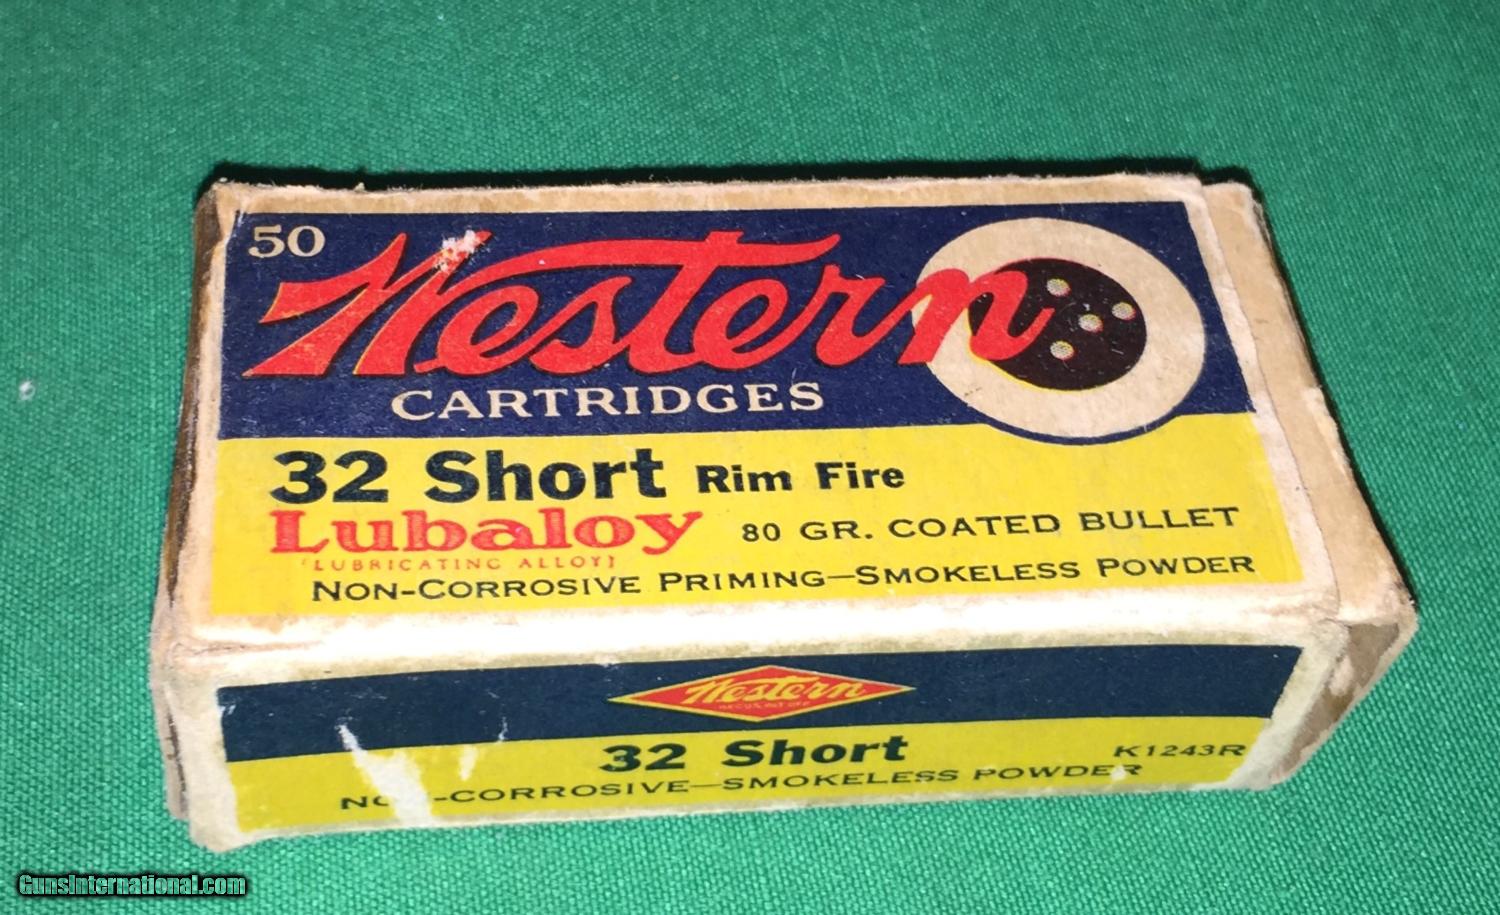 50
Western
CARTRIDGES
32 Short Rim Fire
Lubaloy 80 GR. COATED BULLET
(LUBRICATING ALLOY)
NON-CORROSIVE PRIMING—SMOKELESS POWDER
Western
32 Short
K1243R
-CORROSIVE—SMOKELESS POWDER
GunsInternational.com